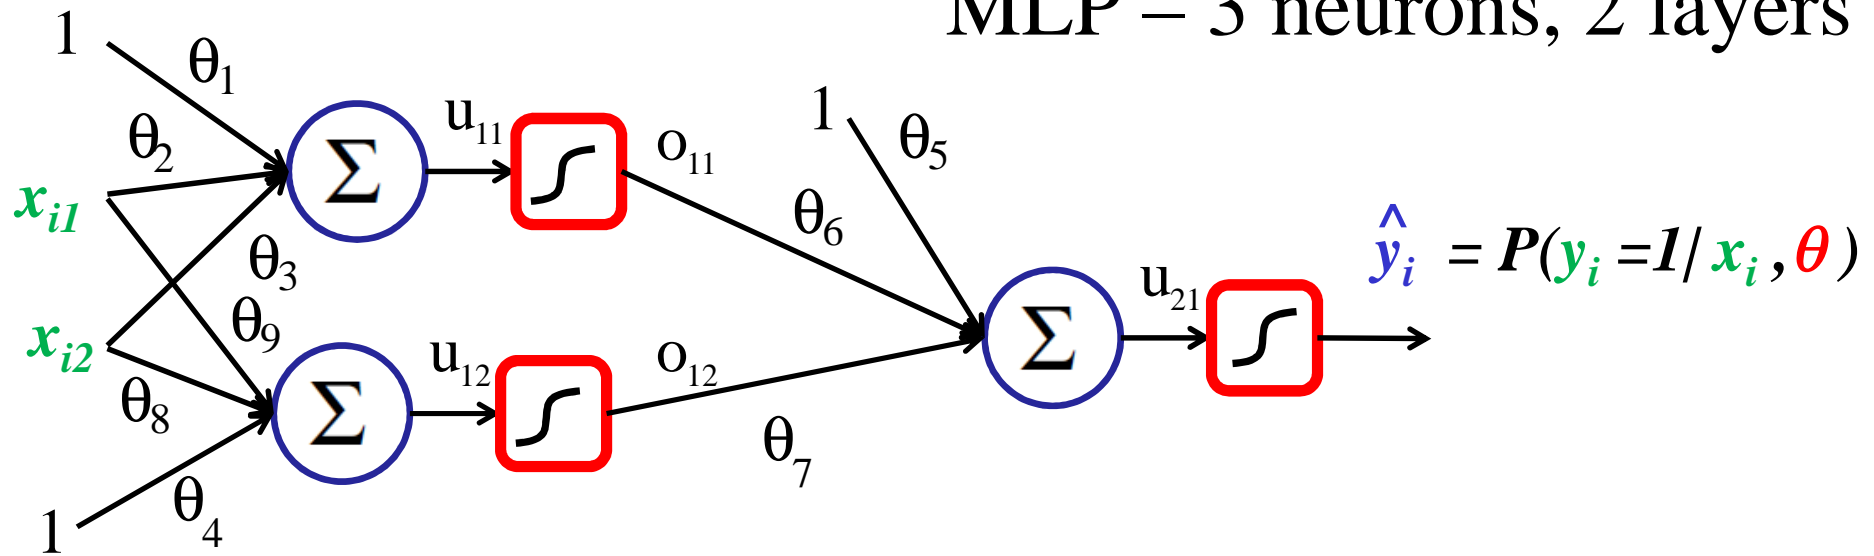 MLP – 3 neurons, 2 layers
1
θ1
θ2
xi1
θ3
θ9
xi2
θ8
1
θ4
Σ
u11
o11
Σ
u12
o12
1
θ5
θ6
θ7
Σ
u21
ŷi = P(yi =1/ xi ,θ )